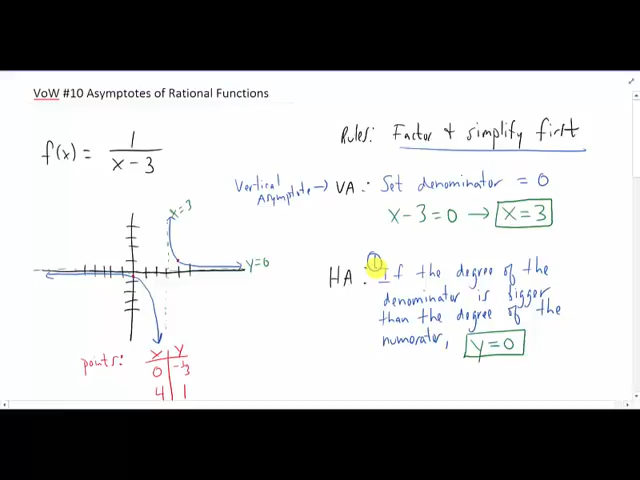 VoW #10 Asymptotes of Rational Functions
f(x) = 1 / x - 3
Rules: Factor + simplify first
Vertical Asymptote → VA: Set denominator = 0
x - 3 = 0 → x = 3
x=3
y=0
HA: ① If the degree of the
denominator is bigger
than the degree of the
numorator, y = 0
points: x y
0 -1/3
4 1